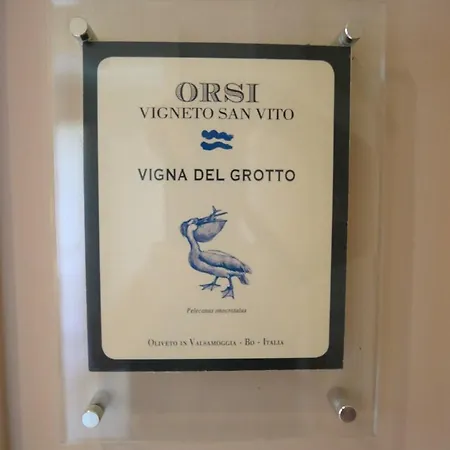 ORSI
VIGNETO SAN VITO
VIGNA DEL GROTTO
Pelecanus onocrotalus
OLIVETO IN VALSAMOGGIA - BO - ITALIA